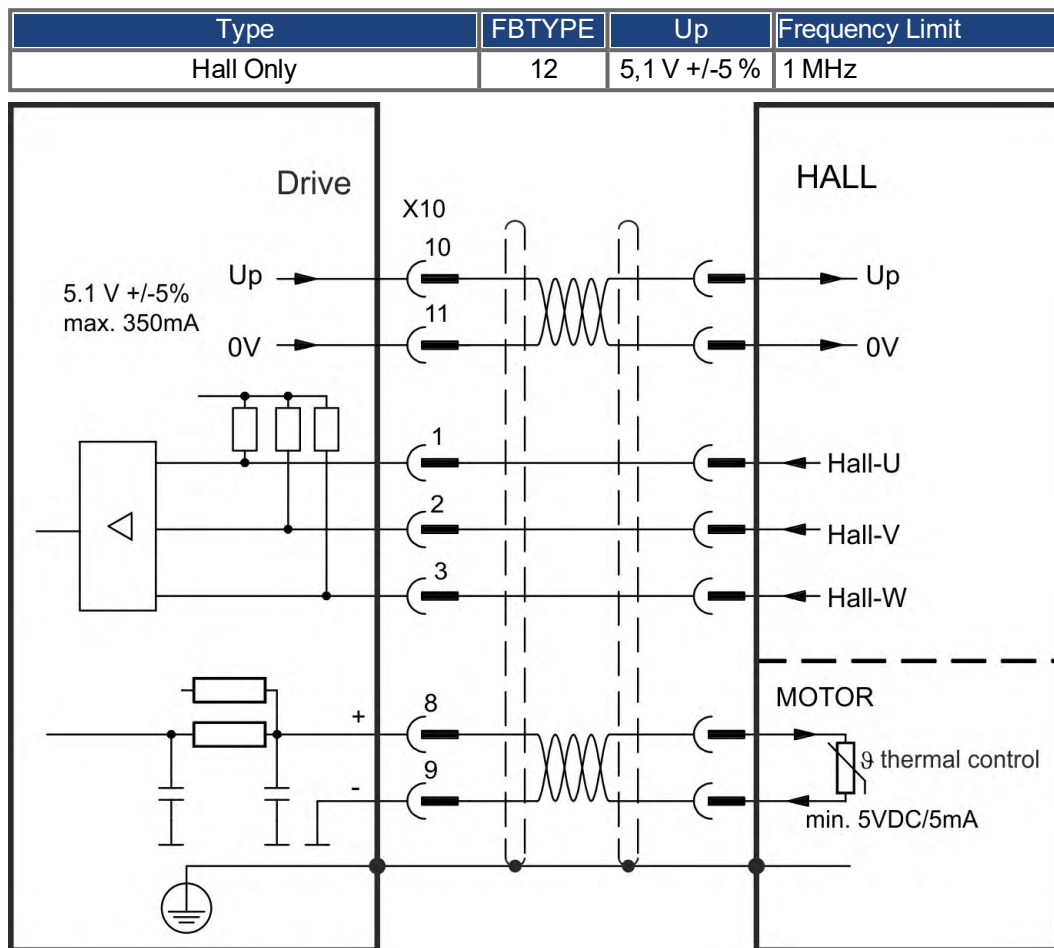 Type FBTYPE Up Frequency Limit
Hall Only 12 5,1 V +/-5 % 1 MHz
Drive
HALL
X10
10
Up
Up
5.1 V +/-5%
max. 350mA
11
0V
0V
1
Hall-U
2
Hall-V
3
Hall-W
MOTOR
+
8
ϑ thermal control
-
9
min. 5VDC/5mA